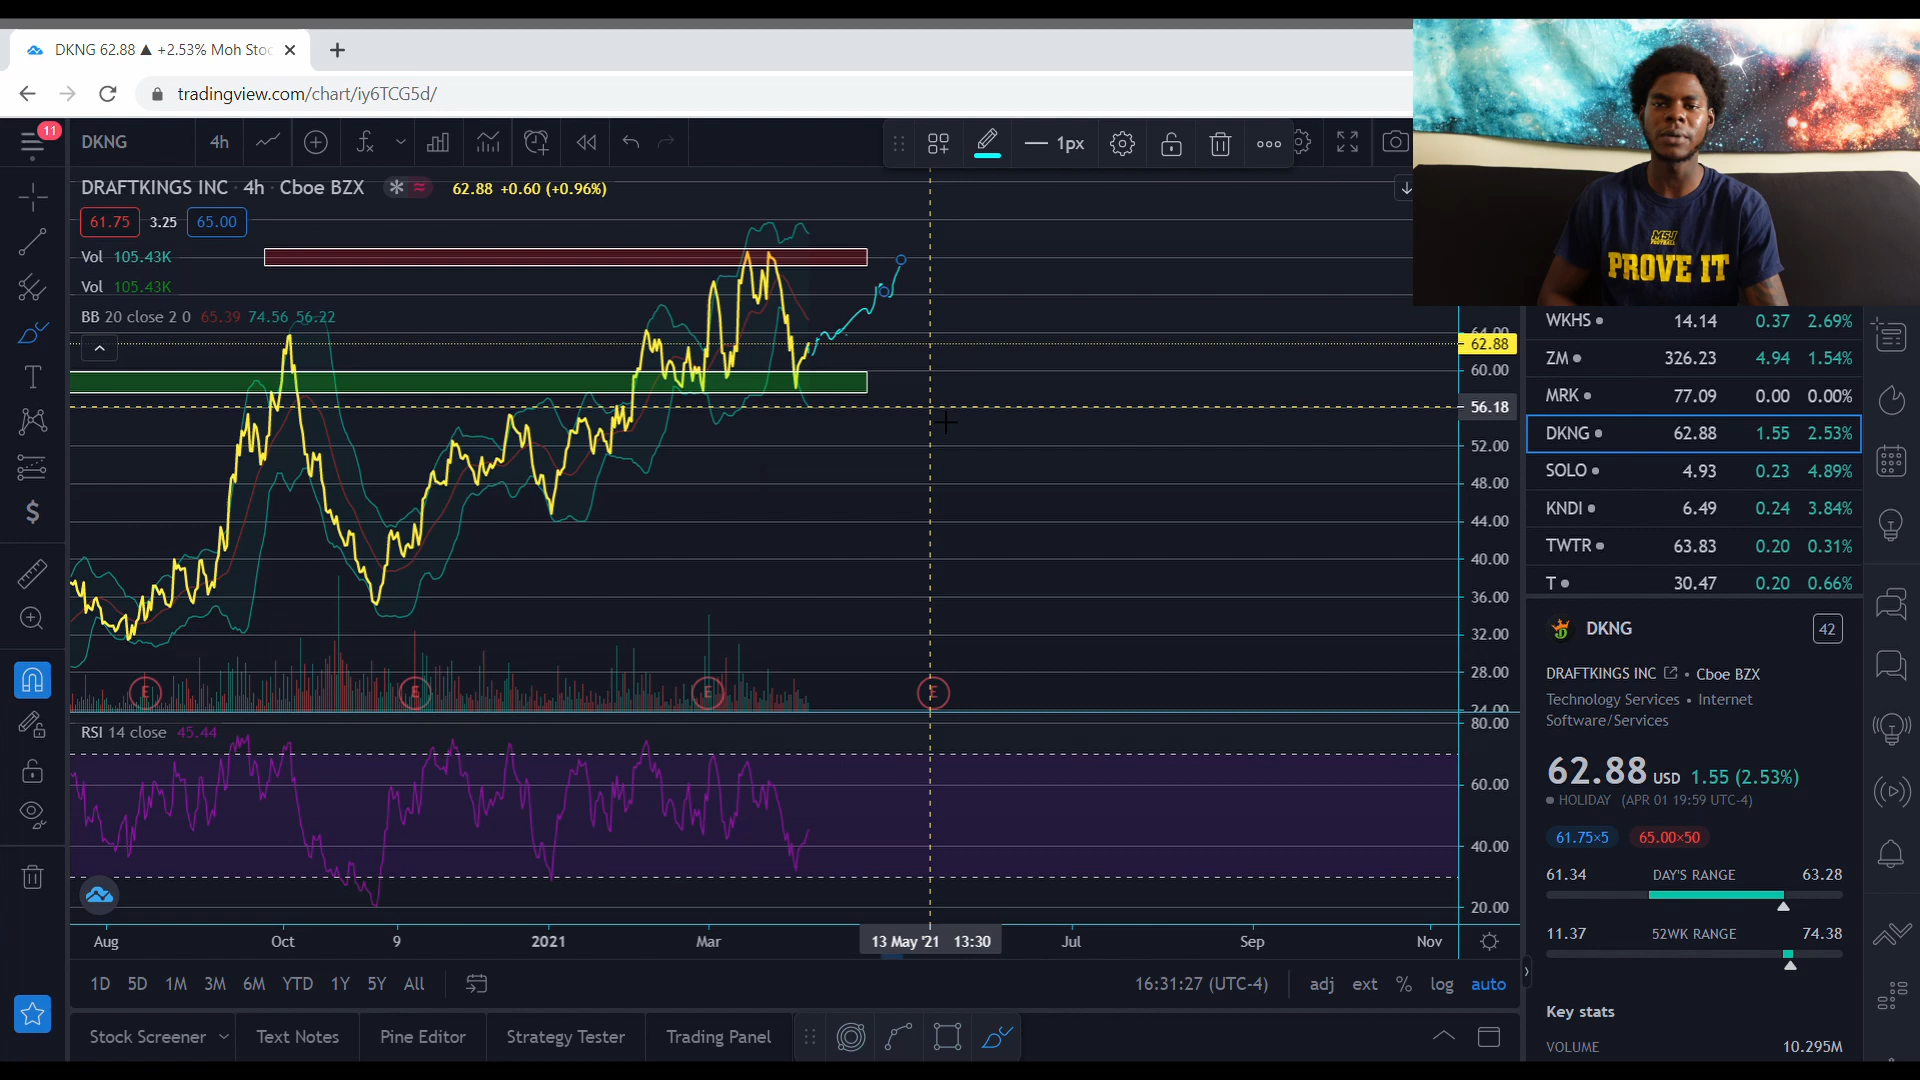 DKNG 62.88 ▲ +2.53% Moh Stoc
tradingview.com/chart/iy6TCG5d/
11
DKNG
4h
1px
DRAFTKINGS INC · 4h · Cboe BZX
62.88 +0.60 (+0.96%)
61.75 3.25 65.00
Vol 105.43K
Vol 105.43K
BB 20 close 2 0 65.39 74.56 56.22
64.00
62.88
60.00
56.18
52.00
48.00
44.00
40.00
36.00
32.00
28.00
24.00
E E E E
RSI 14 close 45.44
80.00
60.00
40.00
20.00
Aug Oct 9 2021 Mar 13 May '21 13:30 Jul Sep Nov
1D 5D 1M 3M 6M YTD 1Y 5Y All
16:31:27 (UTC-4) adj ext % log auto
Stock Screener Text Notes Pine Editor Strategy Tester Trading Panel
MSJ
FOOTBALL
PROVE IT
WKHS 14.14 0.37 2.69%
ZM 326.23 4.94 1.54%
MRK 77.09 0.00 0.00%
DKNG 62.88 1.55 2.53%
SOLO 4.93 0.23 4.89%
KNDI 6.49 0.24 3.84%
TWTR 63.83 0.20 0.31%
T 30.47 0.20 0.66%
DKNG 42
DRAFTKINGS INC • Cboe BZX
Technology Services • Internet
Software/Services
62.88 USD 1.55 (2.53%)
HOLIDAY (APR 01 19:59 UTC-4)
61.75×5 65.00×50
61.34 DAY'S RANGE 63.28
11.37 52WK RANGE 74.38
Key stats
VOLUME 10.295M